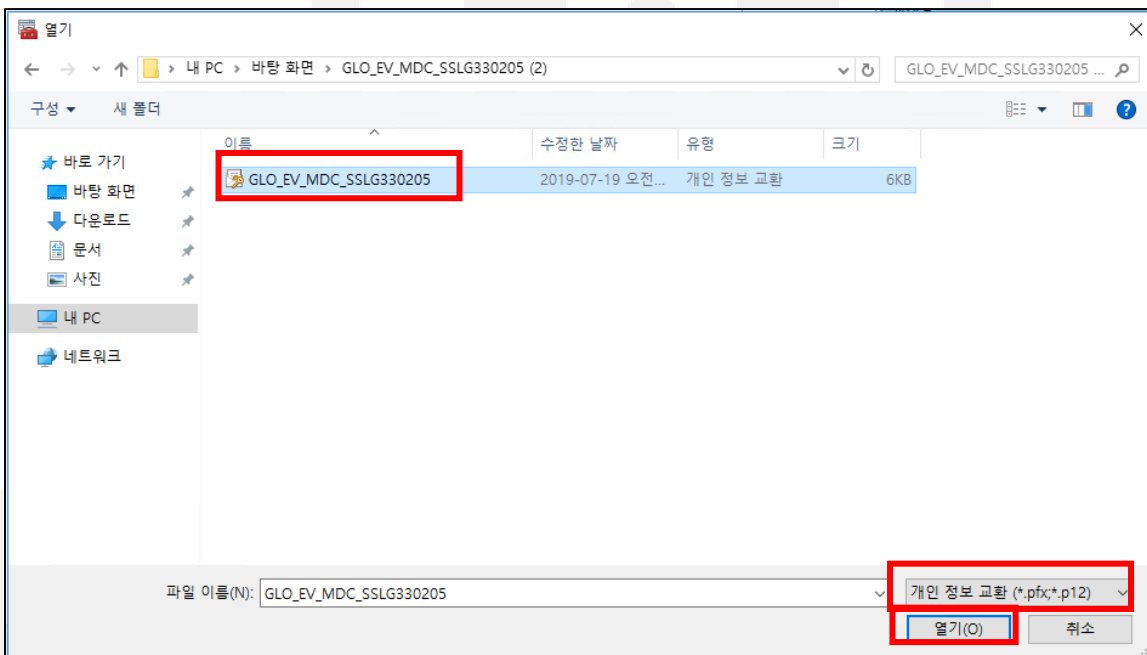 열기
내 PC > 바탕 화면 > GLO_EV_MDC_SSLG330205 (2)
GLO_EV_MDC_SSLG330205 ...
구성
새 폴더
이름
수정한 날짜
유형
크기
바로 가기
GLO_EV_MDC_SSLG330205
2019-07-19 오전...
개인 정보 교환
6KB
바탕 화면
다운로드
문서
사진
내 PC
네트워크
파일 이름(N):
GLO_EV_MDC_SSLG330205
개인 정보 교환 (*.pfx;*.p12)
열기(O)
취소